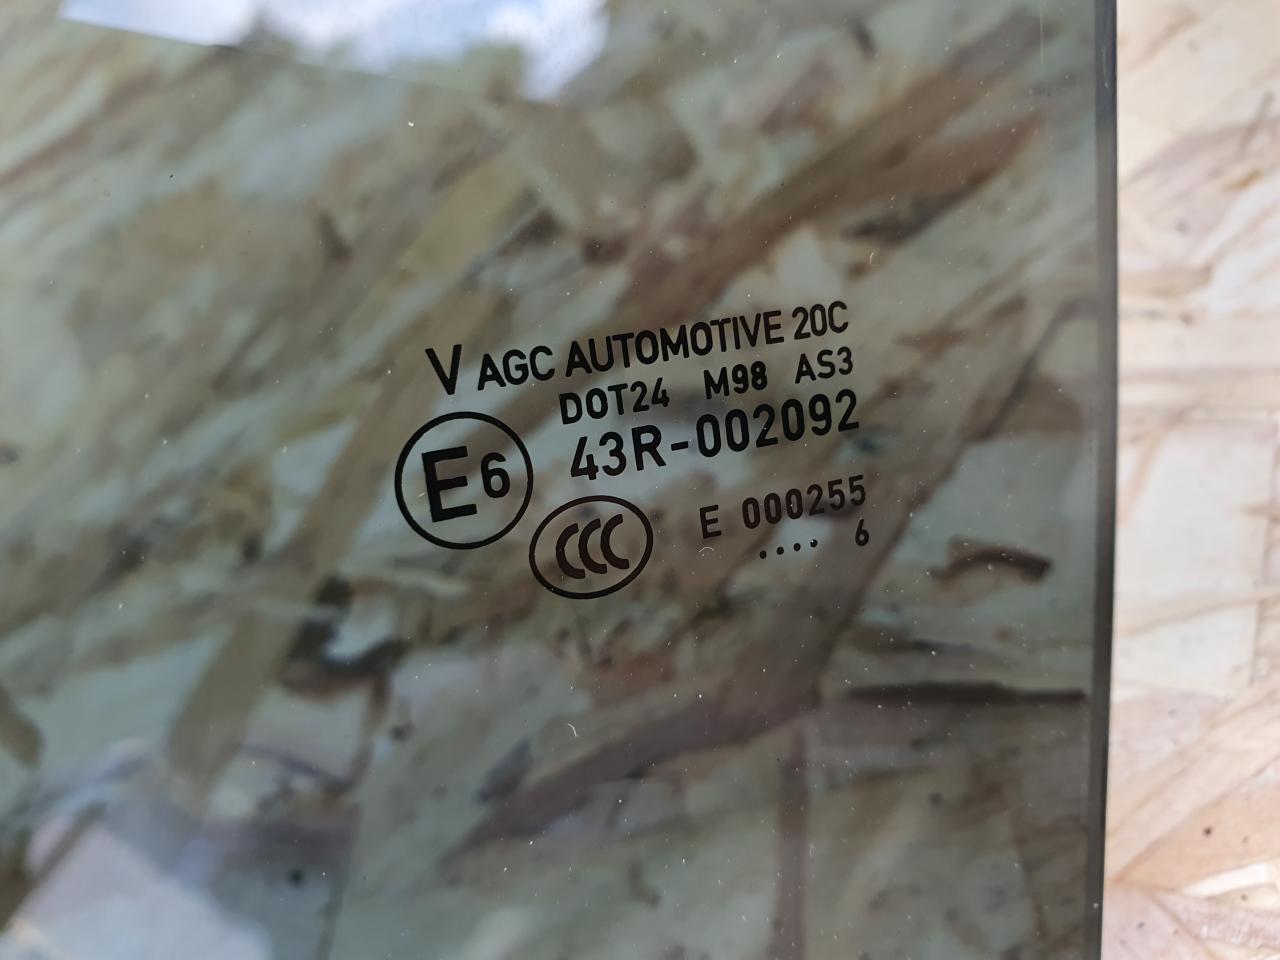 V AGC AUTOMOTIVE 20C
DOT24 M98 AS3
E6 43R-002092
CCC E 000255
.... 6